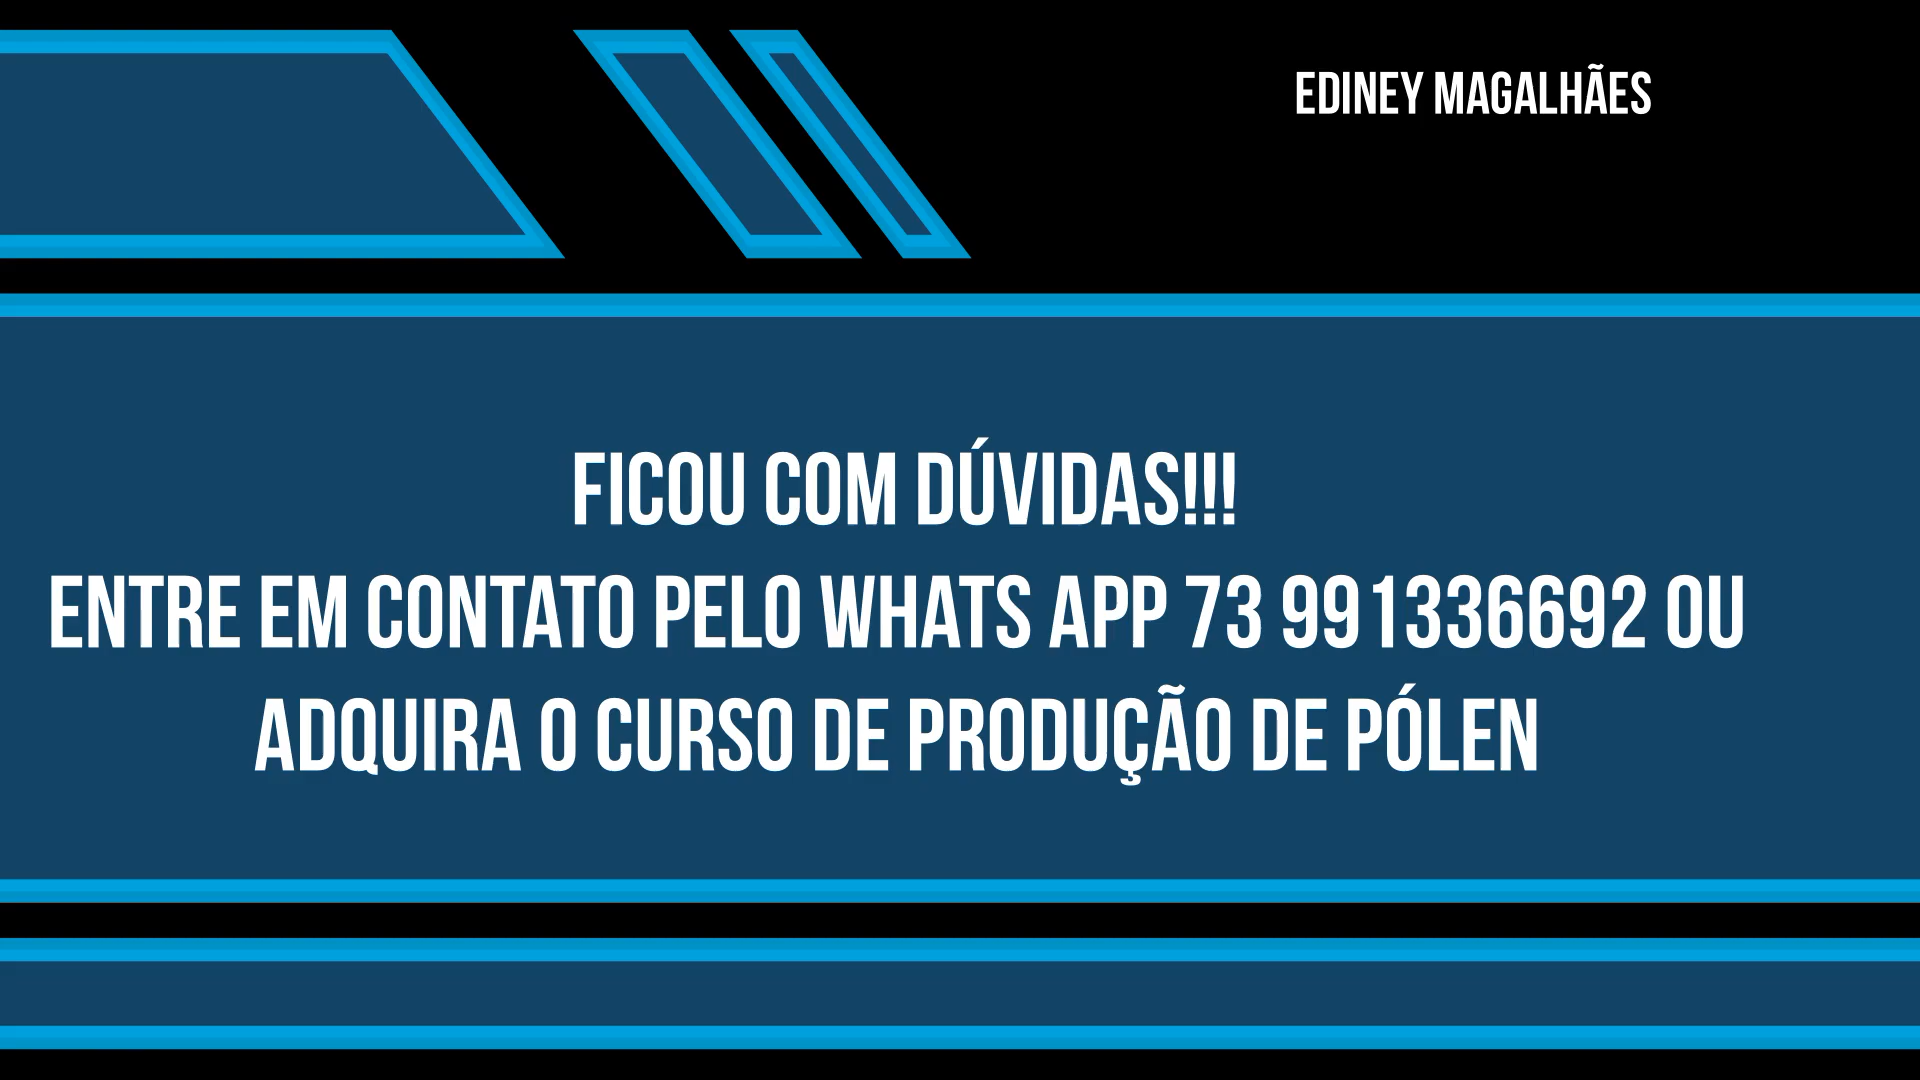 EDINEY MAGALHÃES
FICOU COM DÚVIDAS!!!
ENTRE EM CONTATO PELO WHATS APP 73 991336692 OU
ADQUIRA O CURSO DE PRODUÇÃO DE PÓLEN